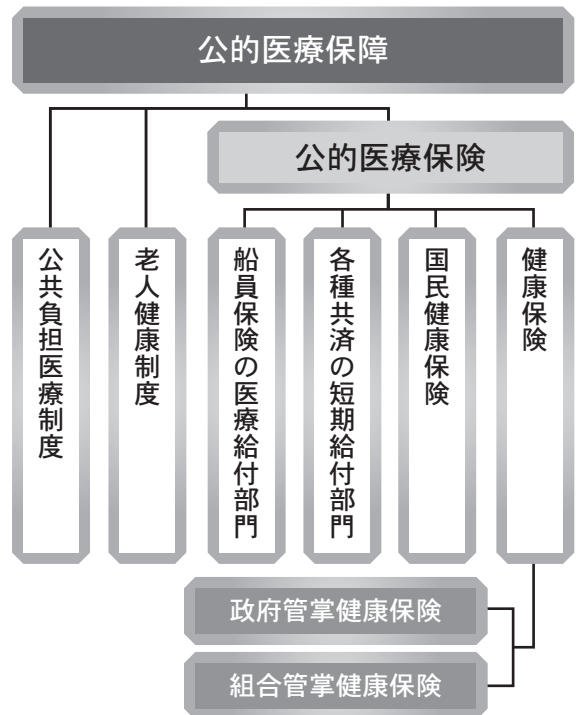 公的医療保障
公的医療保険
公共負担医療制度
老人健康制度
船員保険の医療給付部門
各種共済の短期給付部門
国民健康保険
健康保険
政府管掌健康保険
組合管掌健康保険